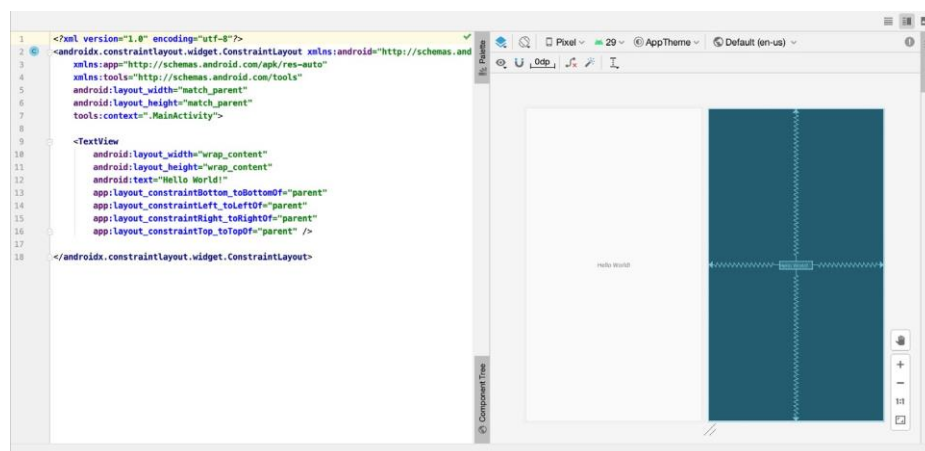 1 <?xml version="1.0" encoding="utf-8"?>
2 <androidx.constraintlayout.widget.ConstraintLayout xmlns:android="http://schemas.and
3 xmlns:app="http://schemas.android.com/apk/res-auto"
4 xmlns:tools="http://schemas.android.com/tools"
5 android:layout_width="match_parent"
6 android:layout_height="match_parent"
7 tools:context=".MainActivity">
8
9 <TextView
10 android:layout_width="wrap_content"
11 android:layout_height="wrap_content"
12 android:text="Hello World!"
13 app:layout_constraintBottom_toBottomOf="parent"
14 app:layout_constraintLeft_toLeftOf="parent"
15 app:layout_constraintRight_toRightOf="parent"
16 app:layout_constraintTop_toTopOf="parent" />
17
18 </androidx.constraintlayout.widget.ConstraintLayout>
Palette
Component Tree
Pixel 29 AppTheme Default (en-us)
0dp
Hello World!
Hello World!
1:1